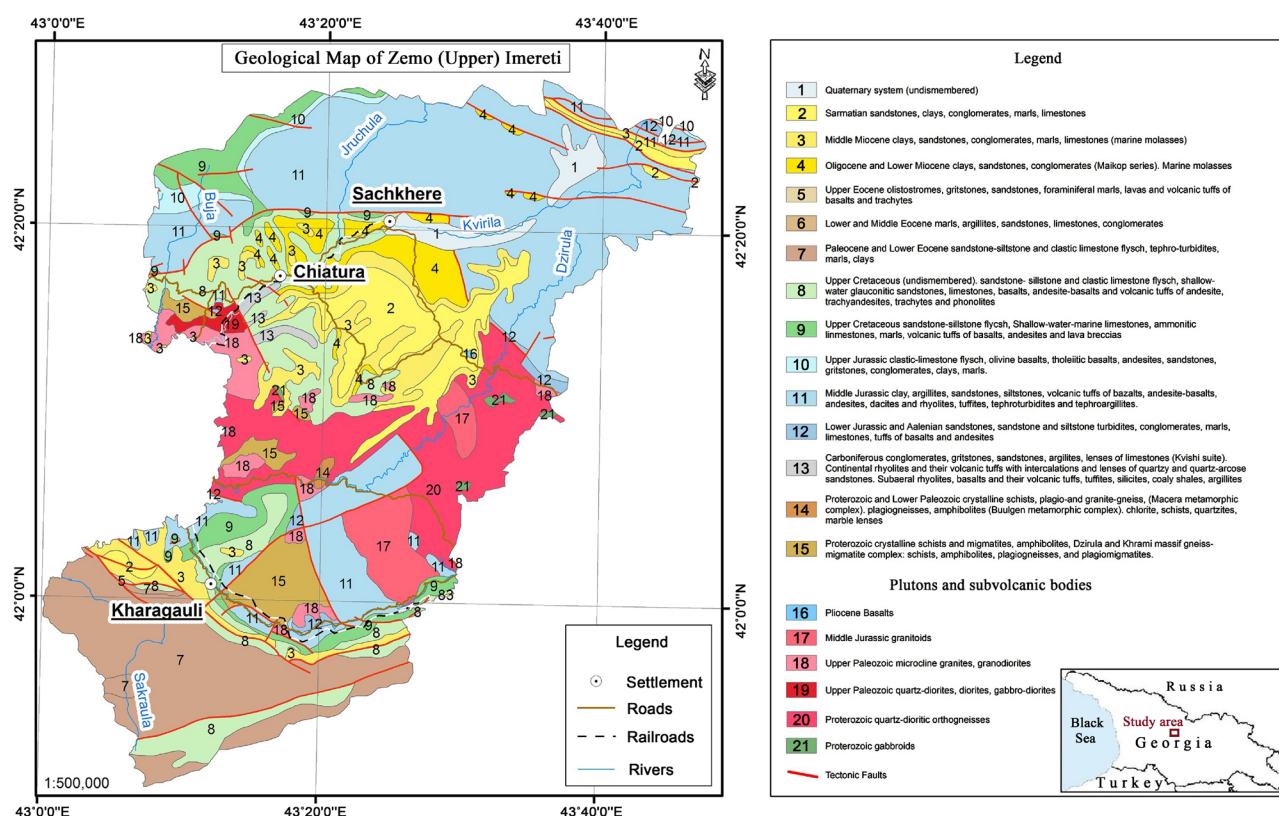 43°0'0"E
43°20'0"E
43°40'0"E
Geological Map of Zemo (Upper) Imereti
N
42°20'0"N
42°0'0"N
42°20'0"N
42°0'0"N
Jruchula
Sachkhere
Buja
Kvirila
Dzirula
Chiatura
Kharagauli
Sakraula
1:500,000
Legend
Settlement
Roads
Railroads
Rivers
43°0'0"E
43°20'0"E
43°40'0"E
Legend
1 Quaternary system (undismembered)
2 Sarmatian sandstones, clays, conglomerates, marls, limestones
3 Middle Miocene clays, sandstones, conglomerates, marls, limestones (marine molasses)
4 Oligocene and Lower Miocene clays, sandstones, conglomerates (Maikop series). Marine molasses
5 Upper Eocene olistostromes, gritstones, sandstones, foraminiferal marls, lavas and volcanic tuffs of
basalts and trachytes
6 Lower and Middle Eocene marls, argillites, sandstones, limestones, conglomerates
7 Paleocene and Lower Eocene sandstone-siltstone and clastic limestone flysch, tephro-turbidites,
marls, clays
8 Upper Cretaceous (undismembered). sandstone- sillstone and clastic limestone flysch, shallow-
water glauconitic sandstones, limestones, basalts, andesite-basalts and volcanic tuffs of andesite,
trachyandesites, trachytes and phonolites
9 Upper Cretaceous sandstone-sillstone flycsh, Shallow-water-marine limestones, ammonitic
linmestones, marls, volcanic tuffs of basalts, andesites and lava breccias
10 Upper Jurassic clastic-limestone flysch, olivine basalts, tholeiitic basalts, andesites, sandstones,
gritstones, conglomerates, clays, marls.
11 Middle Jurassic clay, argillites, sandstones, siltstones, volcanic tuffs of bazalts, andesite-basalts,
andesites, dacites and rhyolites, tuffites, tephroturbidites and tephroargillites.
12 Lower Jurassic and Aalenian sandstones, sandstone and siltstone turbidites, conglomerates, marls,
limestones, tuffs of basalts and andesites
13 Carboniferous conglomerates, gritstones, sandstones, argilites, lenses of limestones (Kvishi suite).
Continental rhyolites and their volcanic tuffs with intercalations and lenses of quartzy and quartz-arcose
sandstones. Subaeral rhyolites, basalts and their volcanic tuffs, tuffites, silicites, coaly shales, argillites
14 Proterozoic and Lower Paleozoic crystalline schists, plagio-and granite-gneiss, (Macera metamorphic
complex). plagiogneisses, amphibolites (Buulgen metamorphic complex). chlorite, schists, quartzites,
marble lenses
15 Proterozoic crystalline schists and migmatites, amphibolites, Dzirula and Khrami massif gneiss-
migmatite complex: schists, amphibolites, plagiogneisses, and plagiomigmatites.
Plutons and subvolcanic bodies
16 Pliocene Basalts
17 Middle Jurassic granitoids
18 Upper Paleozoic microcline granites, granodiorites
19 Upper Paleozoic quartz-diorites, diorites, gabbro-diorites
20 Proterozoic quartz-dioritic orthogneisses
21 Proterozoic gabbroids
Tectonic Faults
Russia
Black
Sea
Study area
Georgia
Turkey